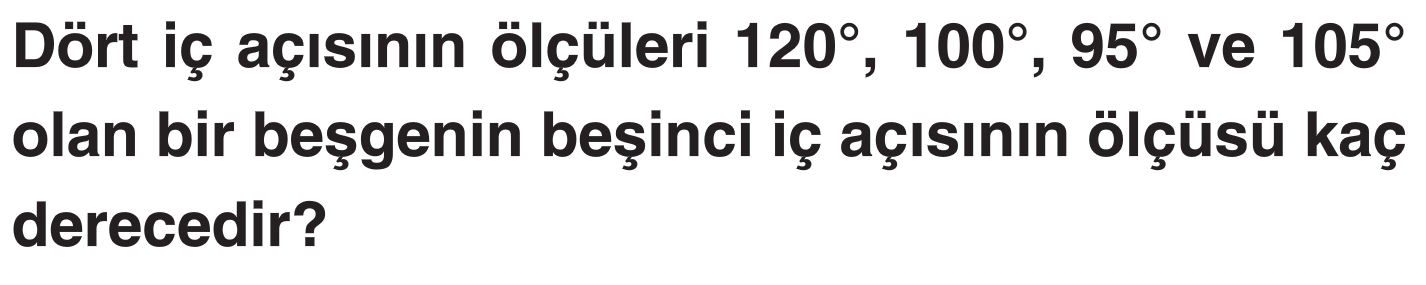 Dört iç açısının ölçüleri 120°, 100°, 95° ve 105°
olan bir beşgenin beşinci iç açısının ölçüsü kaç
derecedir?